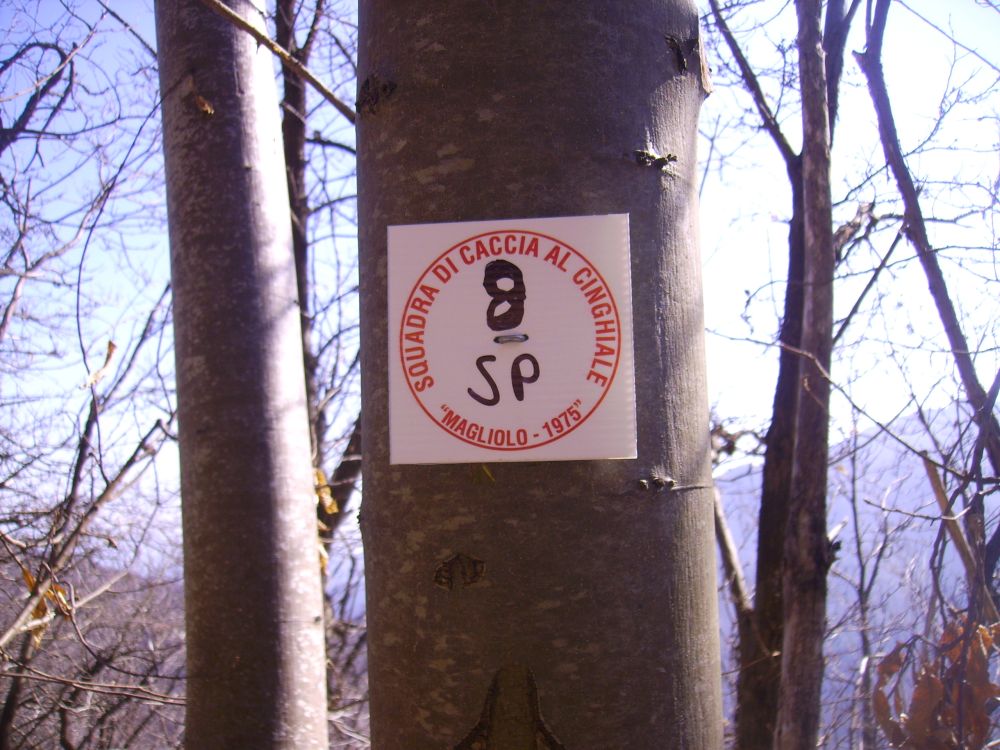 SQUADRA DI CACCIA AL CINGHIALE
8
SP
"MAGLIOLO - 1975"